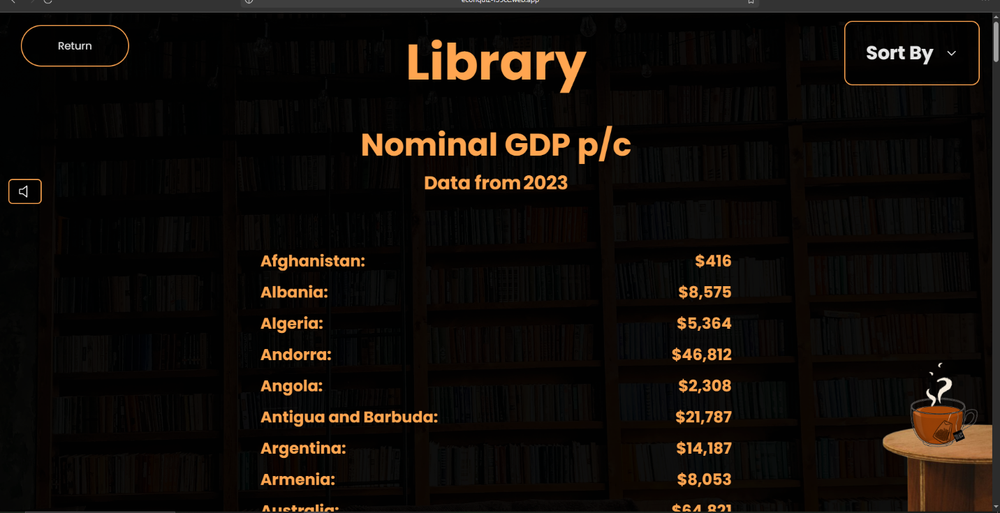 Return
Library
Sort By
Nominal GDP p/c
Data from 2023
Afghanistan: $416
Albania: $8,575
Algeria: $5,364
Andorra: $46,812
Angola: $2,308
Antigua and Barbuda: $21,787
Argentina: $14,187
Armenia: $8,053
Australia: $64,821